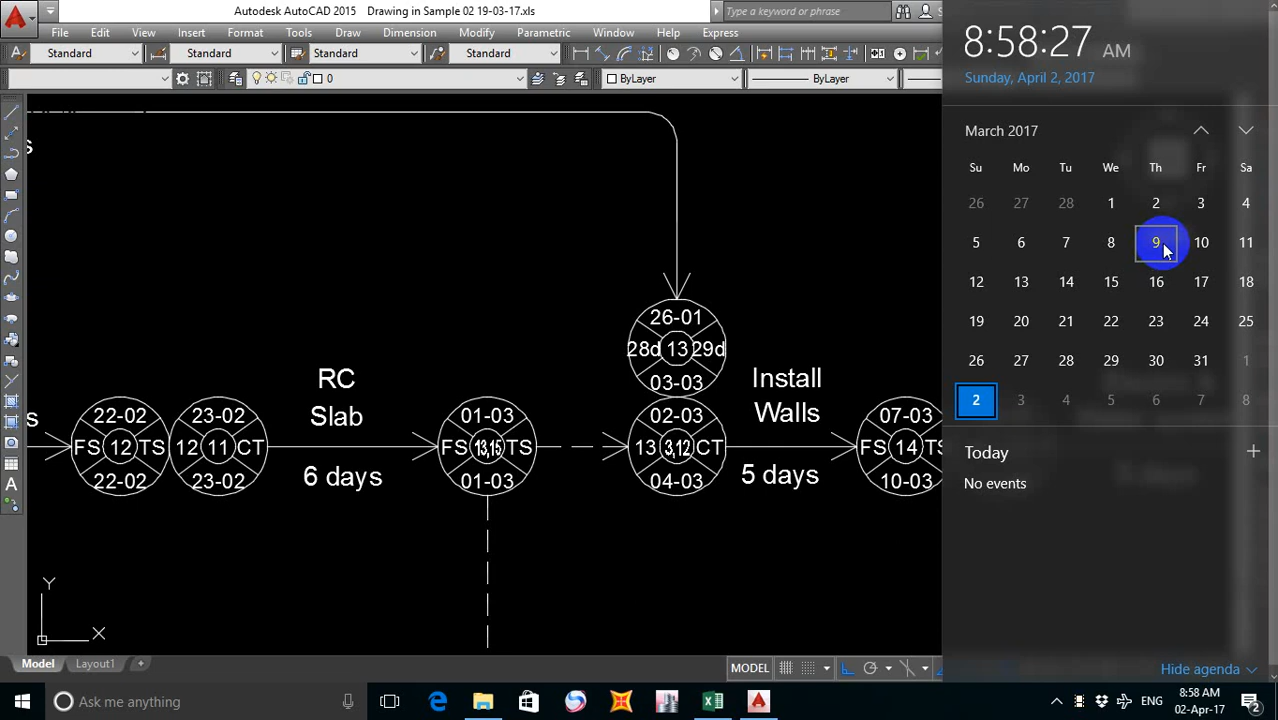 Autodesk AutoCAD 2015 Drawing in Sample 02 19-03-17.xls
Type a keyword or phrase
File Edit View Insert Format Tools Draw Dimension Modify Parametric Window Help Express
Standard Standard Standard Standard
0 ByLayer ByLayer
s
26-01
28d 13 29d
03-03
RC
Slab
6 days
Install
Walls
5 days
s
22-02
FS 12 TS
22-02
23-02
12 11 CT
23-02
01-03
FS 13,15 TS
01-03
02-03
13 3,12 CT
04-03
07-03
FS 14 TS
10-03
Y
X
Model Layout1 +
MODEL
8:58:27 AM
Sunday, April 2, 2017
March 2017
Su Mo Tu We Th Fr Sa
26 27 28 1 2 3 4
5 6 7 8 9 10 11
12 13 14 15 16 17 18
19 20 21 22 23 24 25
26 27 28 29 30 31 1
2 3 4 5 6 7 8
Today +
No events
Hide agenda
Ask me anything
ENG
8:58 AM
02-Apr-17
2